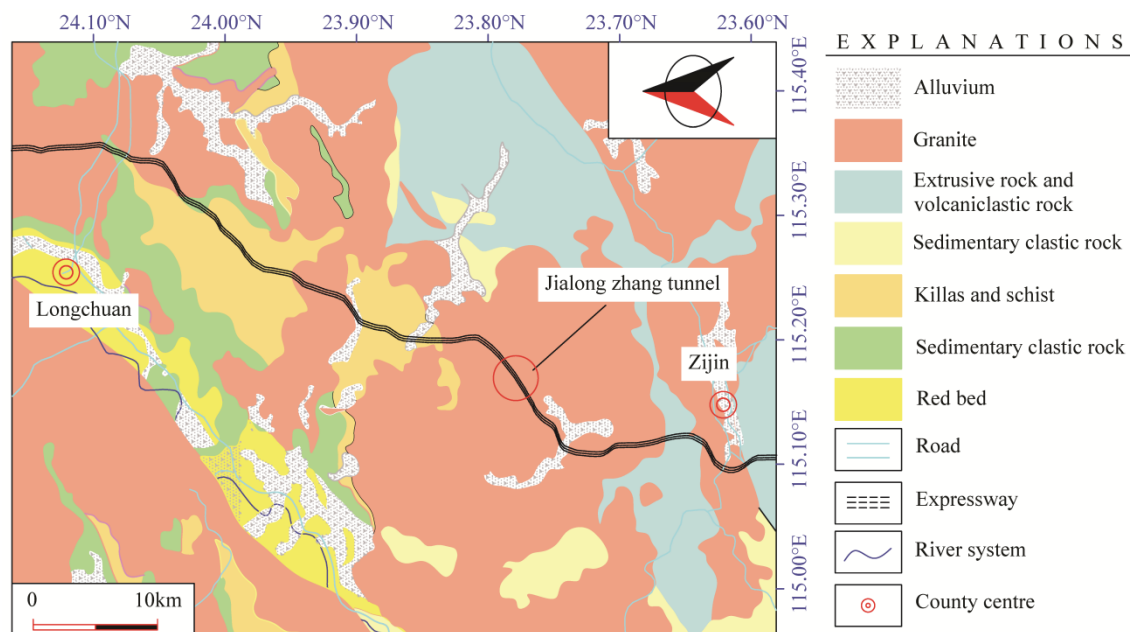 24.10°N 24.00°N 23.90°N 23.80°N 23.70°N 23.60°N
115.40°E
115.30°E
115.20°E
115.10°E
115.00°E
Longchuan
Jialong zhang tunnel
Zijin
0 10km
EXPLANATIONS
Alluvium
Granite
Extrusive rock and
volcaniclastic rock
Sedimentary clastic rock
Killas and schist
Sedimentary clastic rock
Red bed
Road
Expressway
River system
County centre